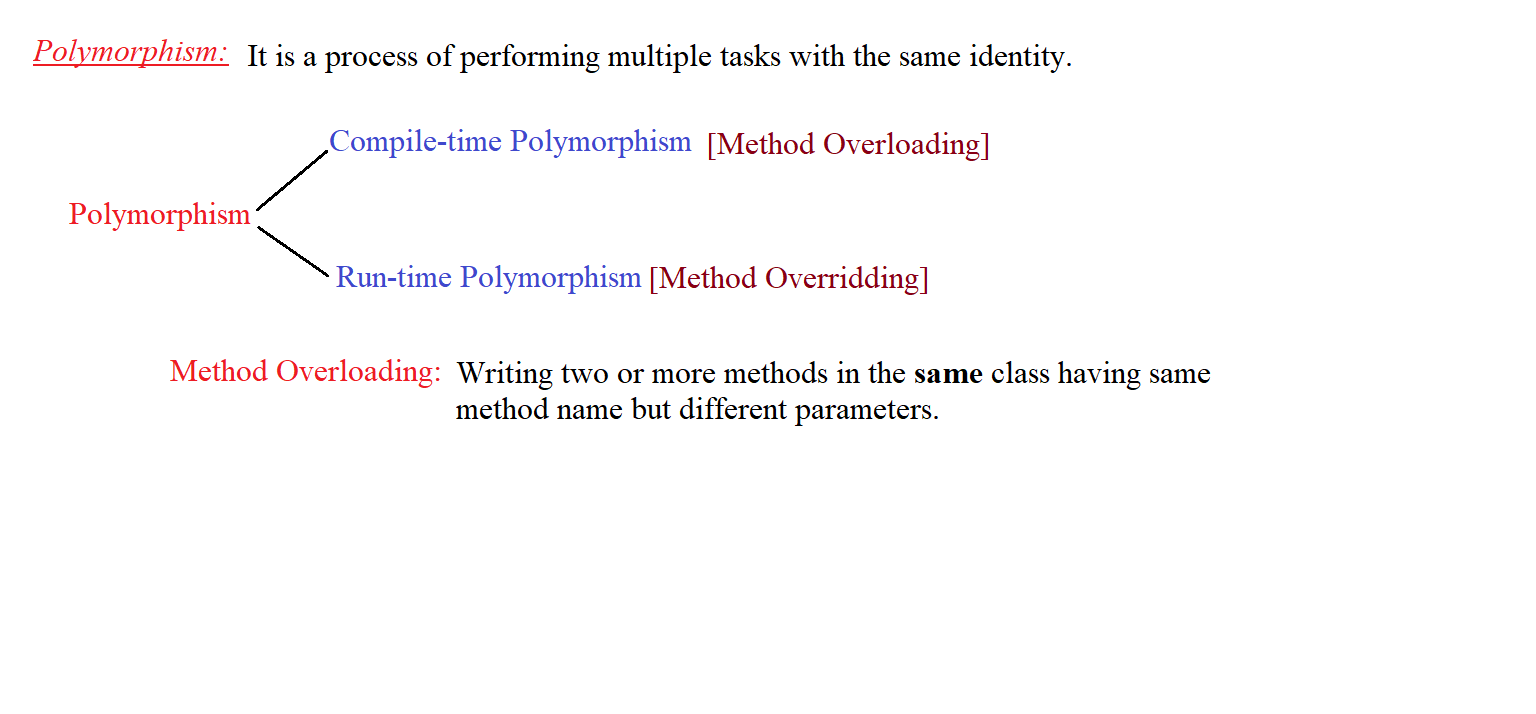 Polymorphism: It is a process of performing multiple tasks with the same identity.
Compile-time Polymorphism [Method Overloading]
Polymorphism
Run-time Polymorphism [Method Overridding]
Method Overloading: Writing two or more methods in the same class having same
method name but different parameters.